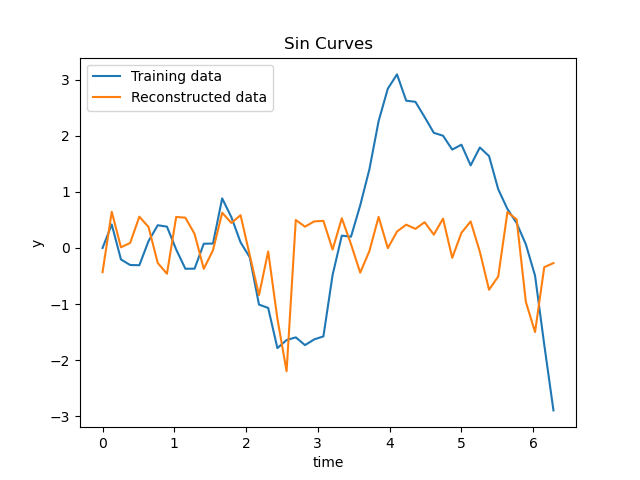 Sin Curves
Training data
Reconstructed data
y
3
2
1
0
−1
−2
−3
0 1 2 3 4 5 6
time